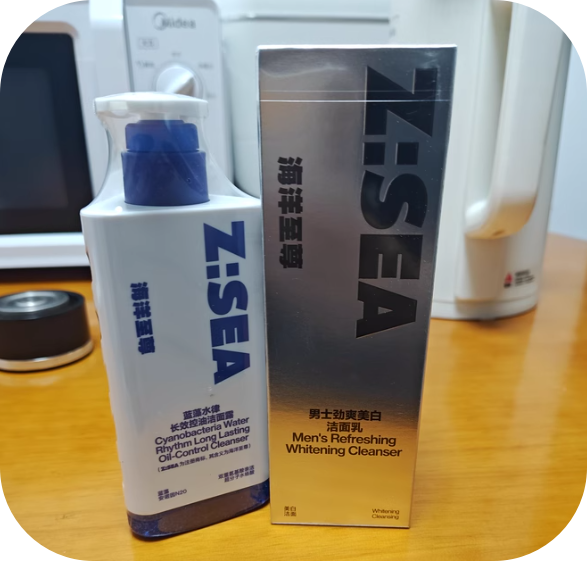 Midea
Z:SEA
海洋至尊
蓝藻水律
长效控油洁面露
Cyanobacteria Water
Rhythm Long Lasting
Oil-Control Cleanser
Z:SEA
海洋至尊
男士劲爽美白
洁面乳
Men's Refreshing
Whitening Cleanser
美白
洁面
Whitening
Cleansing